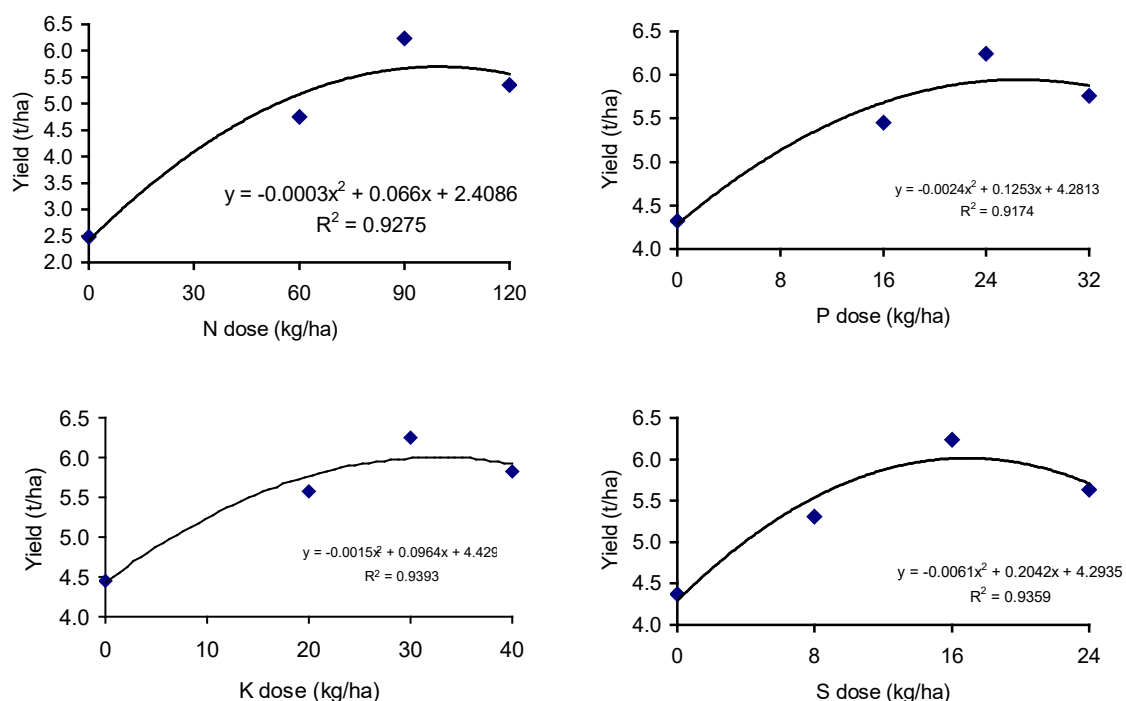 6.5
6.0
5.5
5.0
4.5
4.0
3.5
3.0
2.5
2.0
Yield (t/ha)
y = -0.0003x² + 0.066x + 2.4086
R² = 0.9275
0 30 60 90 120
N dose (kg/ha)
6.5
6.0
5.5
5.0
4.5
4.0
Yield (t/ha)
y = -0.0024x² + 0.1253x + 4.2813
R² = 0.9174
0 8 16 24 32
P dose (kg/ha)
6.5
6.0
5.5
5.0
4.5
4.0
Yield (t/ha)
y = -0.0015x² + 0.0964x + 4.429
R² = 0.9393
0 10 20 30 40
K dose (kg/ha)
6.5
6.0
5.5
5.0
4.5
4.0
Yield (t/ha)
y = -0.0061x² + 0.2042x + 4.2935
R² = 0.9359
0 8 16 24
S dose (kg/ha)